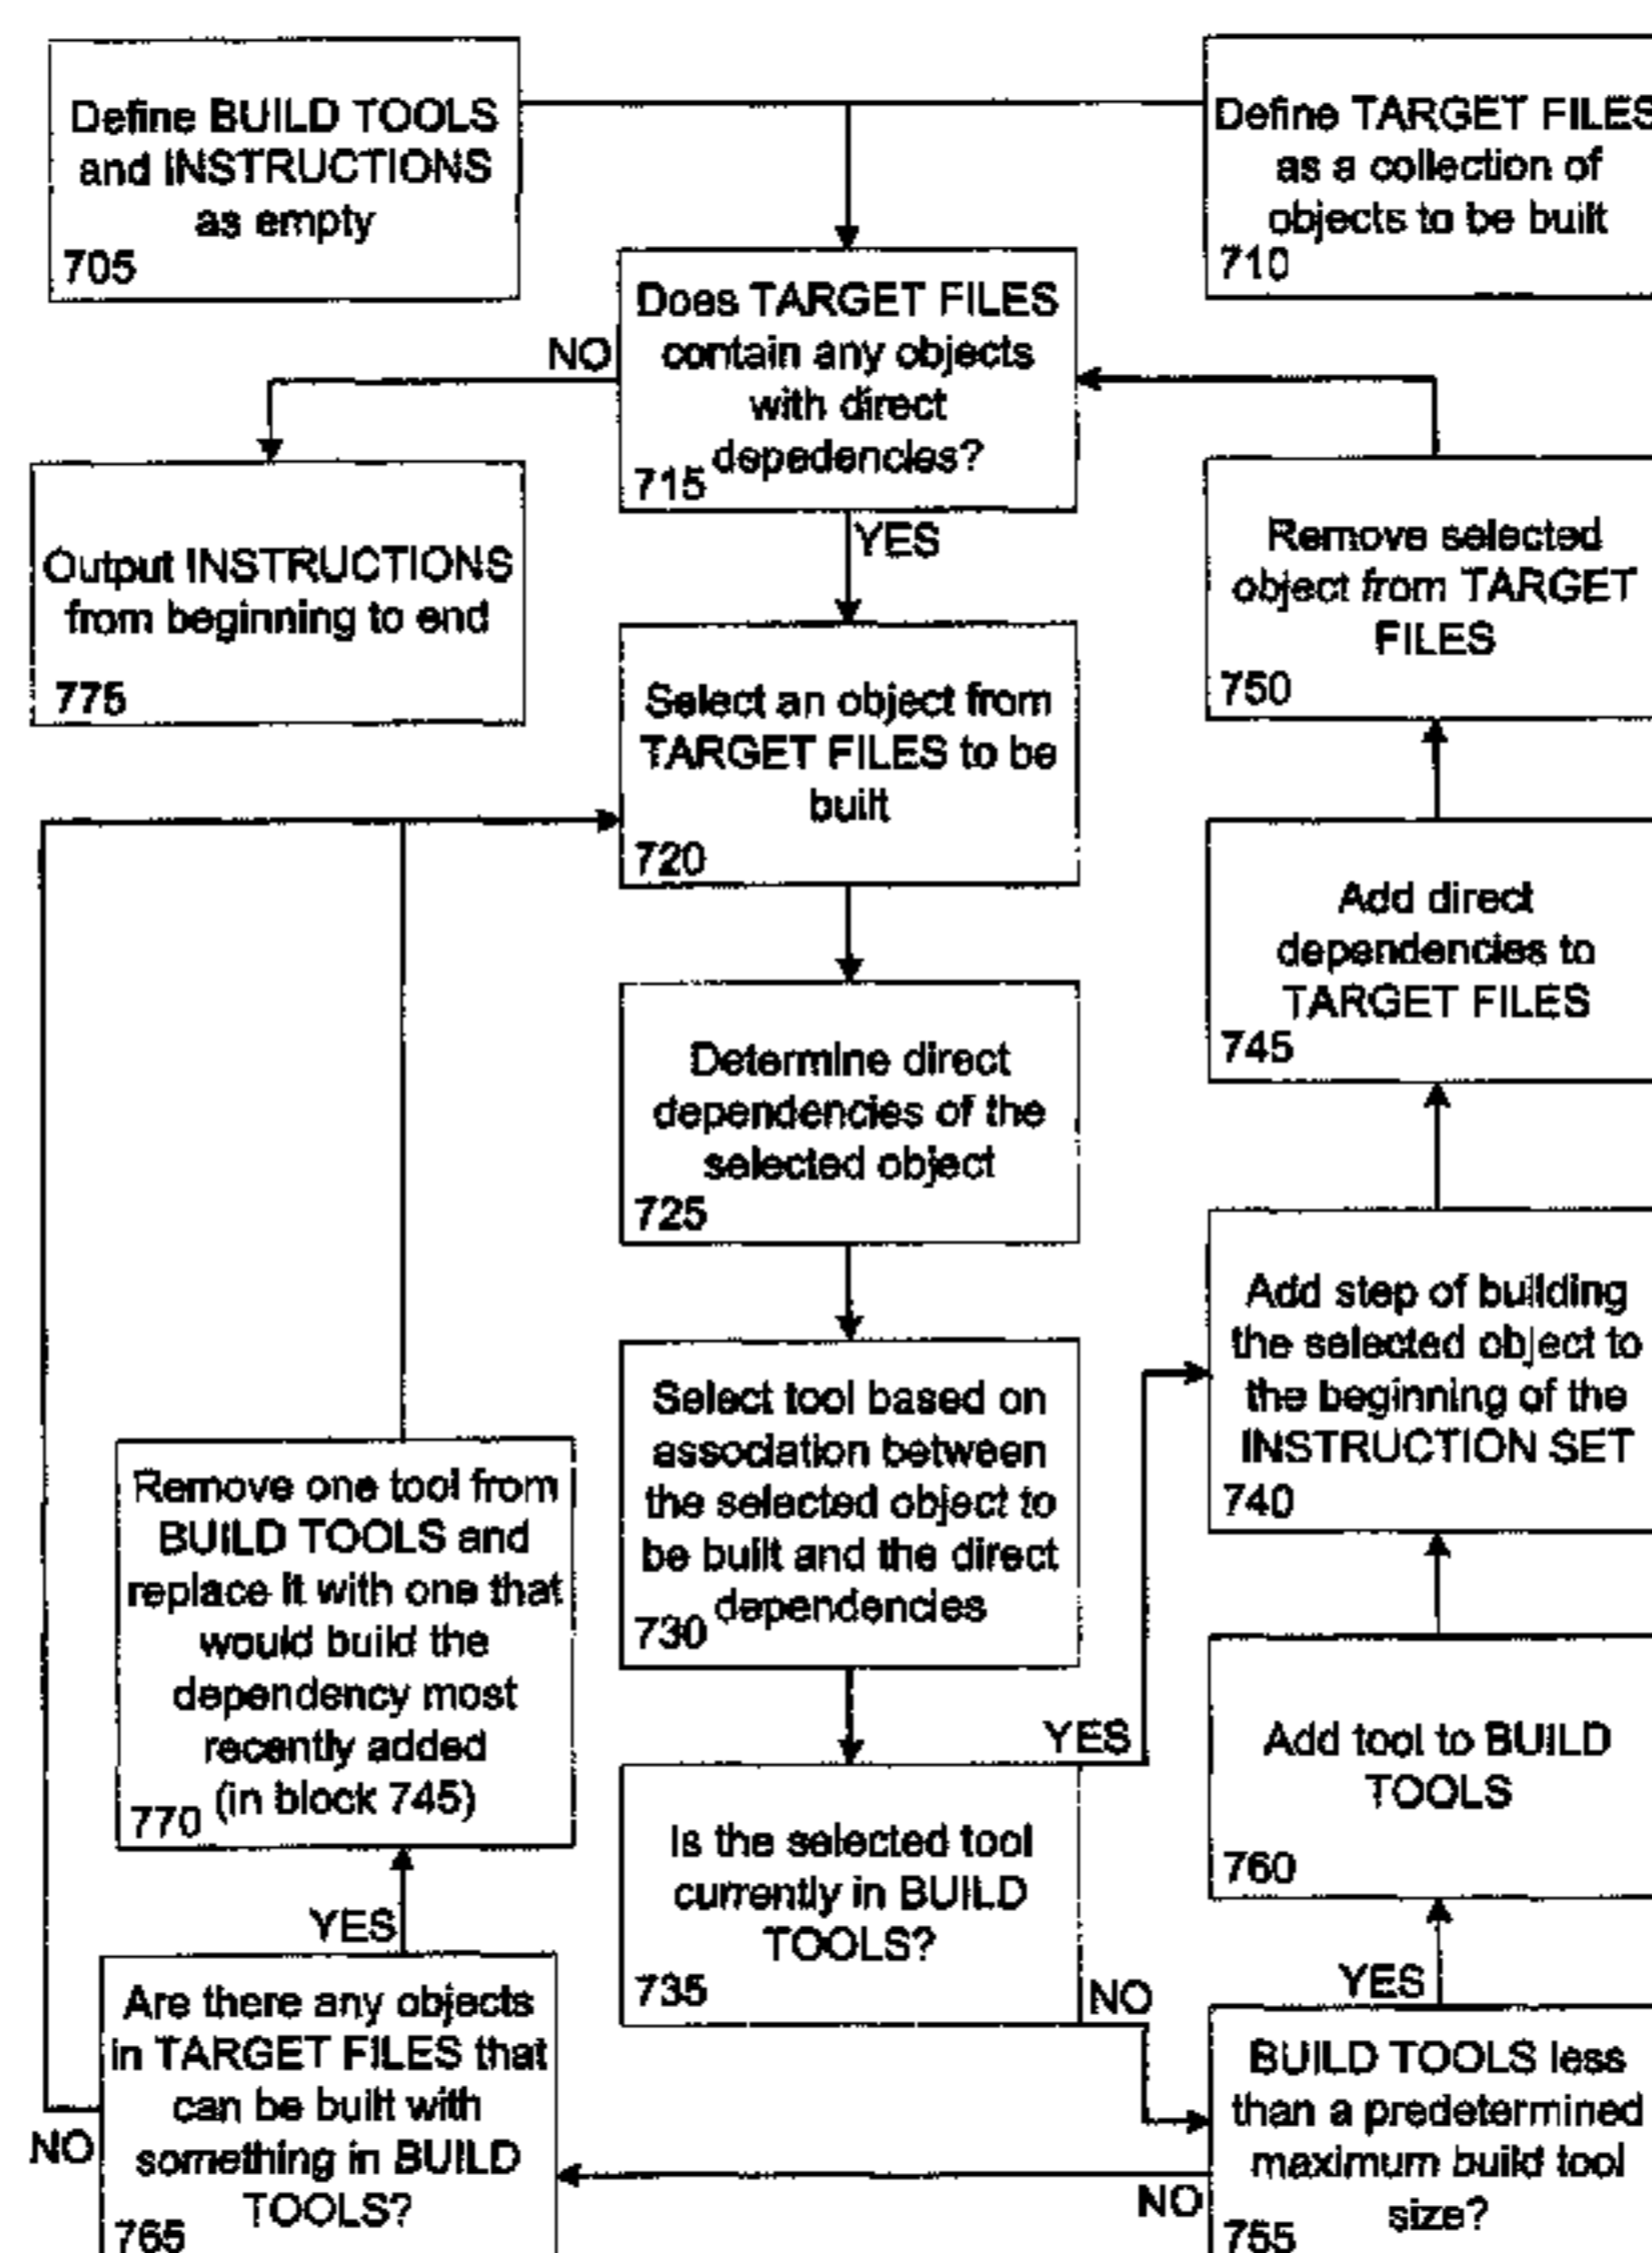 Define BUILD TOOLS
and INSTRUCTIONS
as empty
705
Define TARGET FILES
as a collection of
objects to be built
710
Does TARGET FILES
contain any objects
with direct
depedencies?
715
NO
YES
Output INSTRUCTIONS
from beginning to end
775
Select an object from
TARGET FILES to be
built
720
Remove selected
object from TARGET
FILES
750
Determine direct
dependencies of the
selected object
725
Add direct
dependencies to
TARGET FILES
745
Select tool based on
association between
the selected object to
be built and the direct
dependencies
730
Add step of building
the selected object to
the beginning of the
INSTRUCTION SET
740
Remove one tool from
BUILD TOOLS and
replace it with one that
would build the
dependency most
recently added
(in block 745)
770
Is the selected tool
currently in BUILD
TOOLS?
735
YES
NO
Add tool to BUILD
TOOLS
760
YES
Are there any objects
in TARGET FILES that
can be built with
something in BUILD
TOOLS?
765
NO
YES
BUILD TOOLS less
than a predetermined
maximum build tool
size?
755
NO